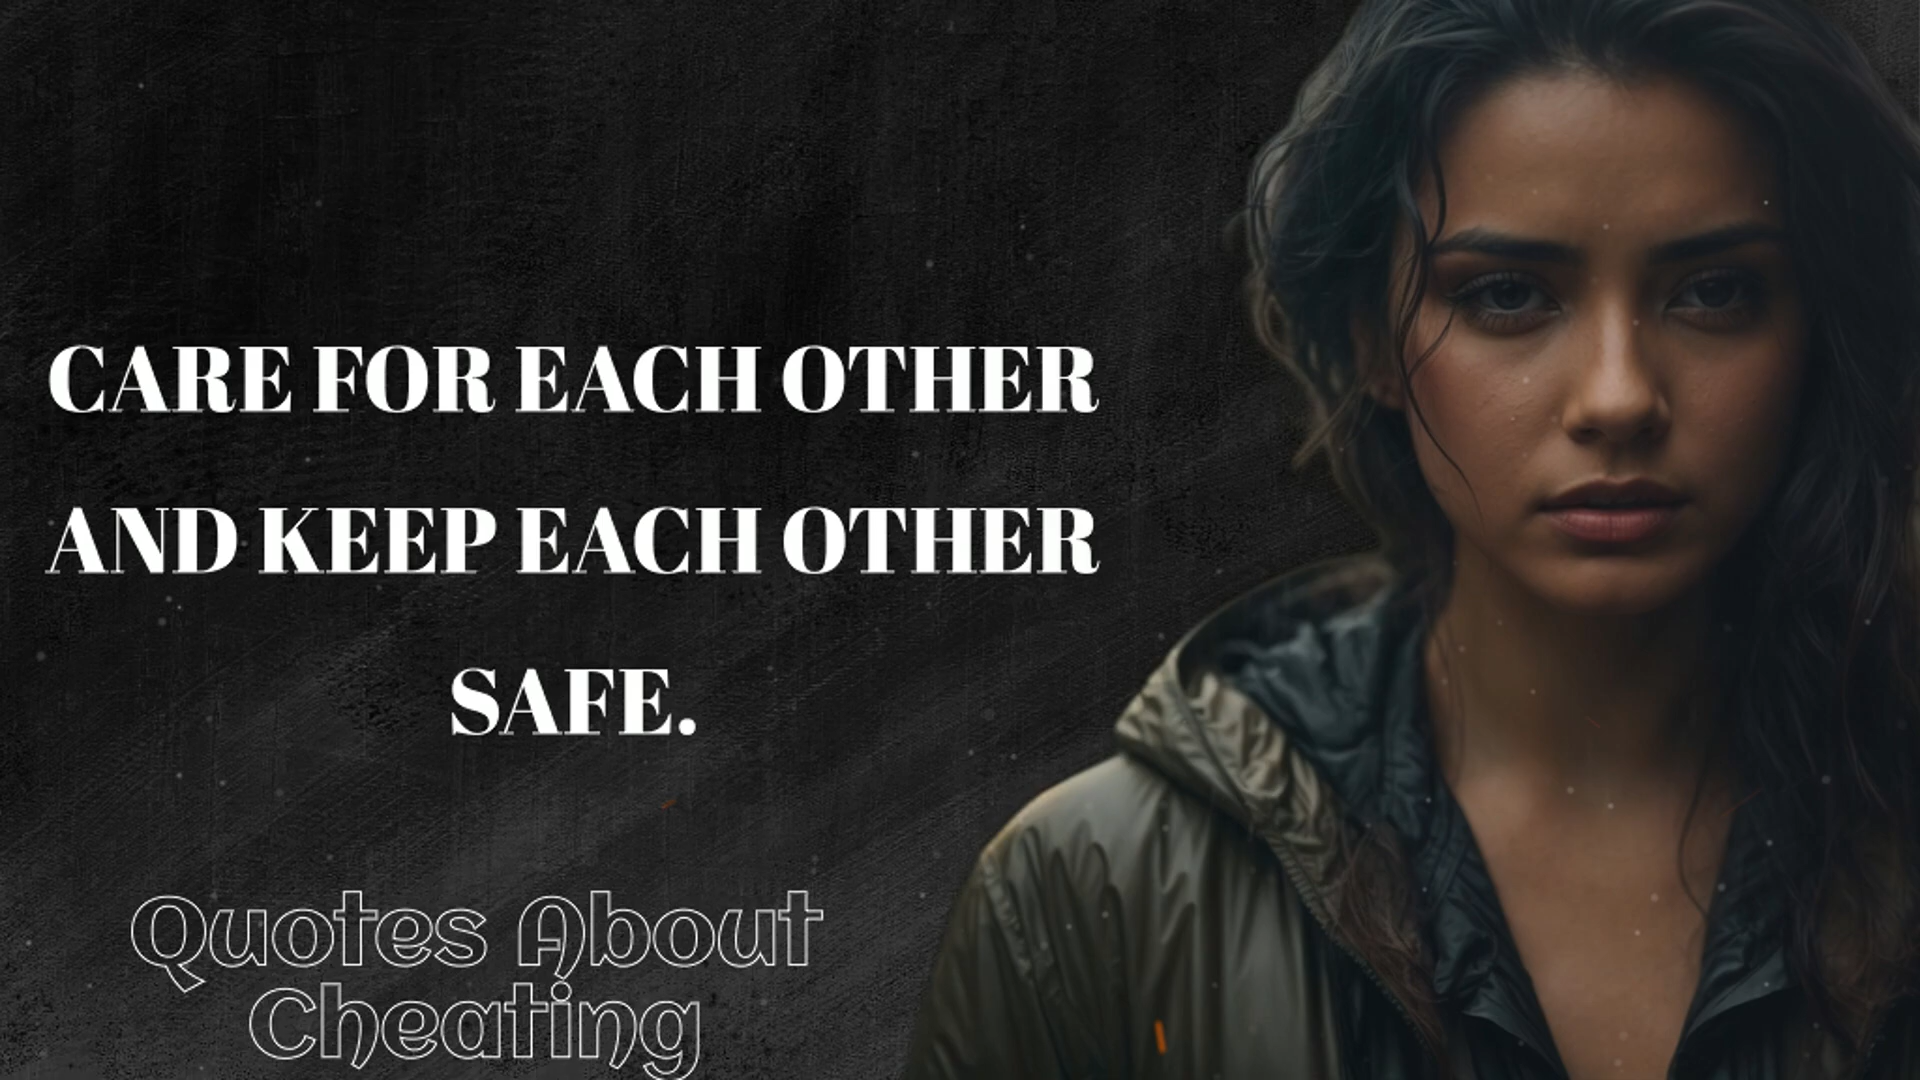 CARE FOR EACH OTHER
AND KEEP EACH OTHER
SAFE.
Quotes About
Cheating